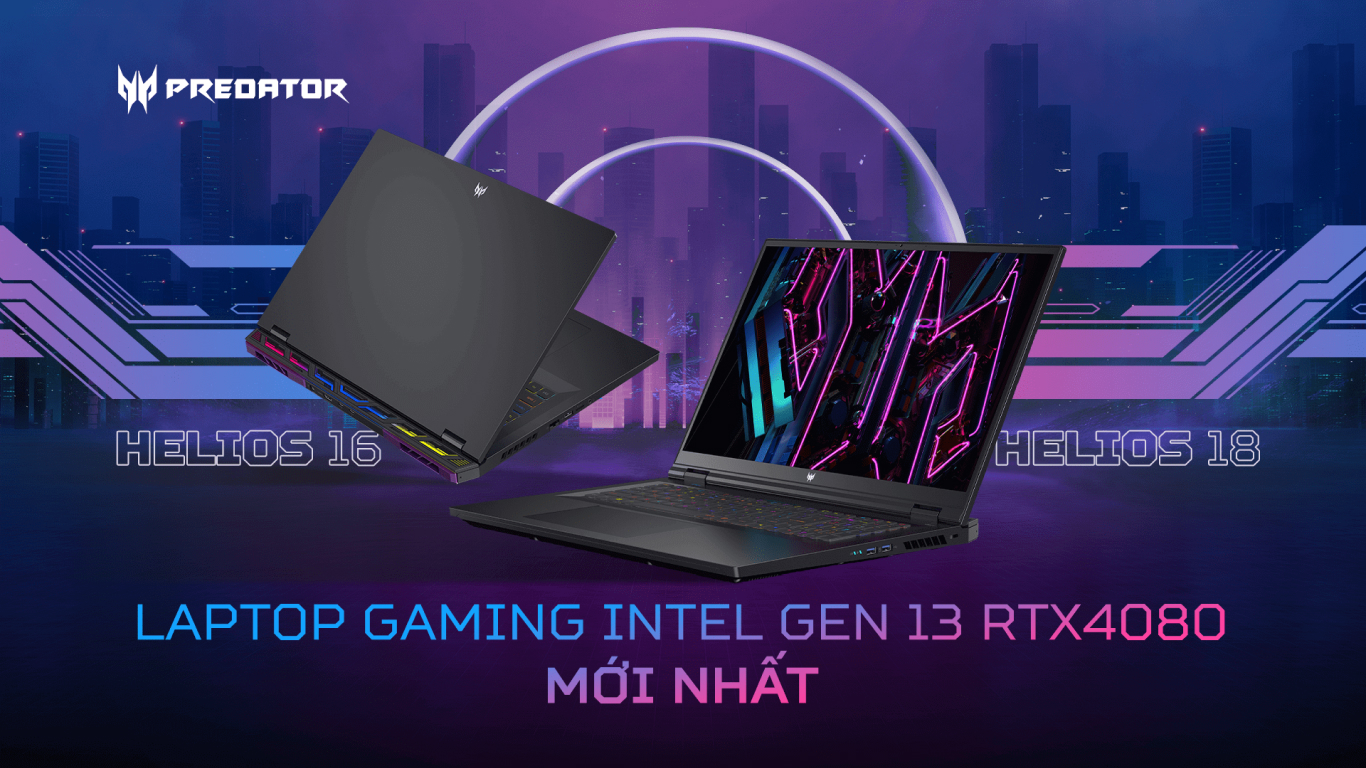 PREDATOR
HELIOS 16
HELIOS 18
LAPTOP GAMING INTEL GEN 13 RTX4080
MỚI NHẤT